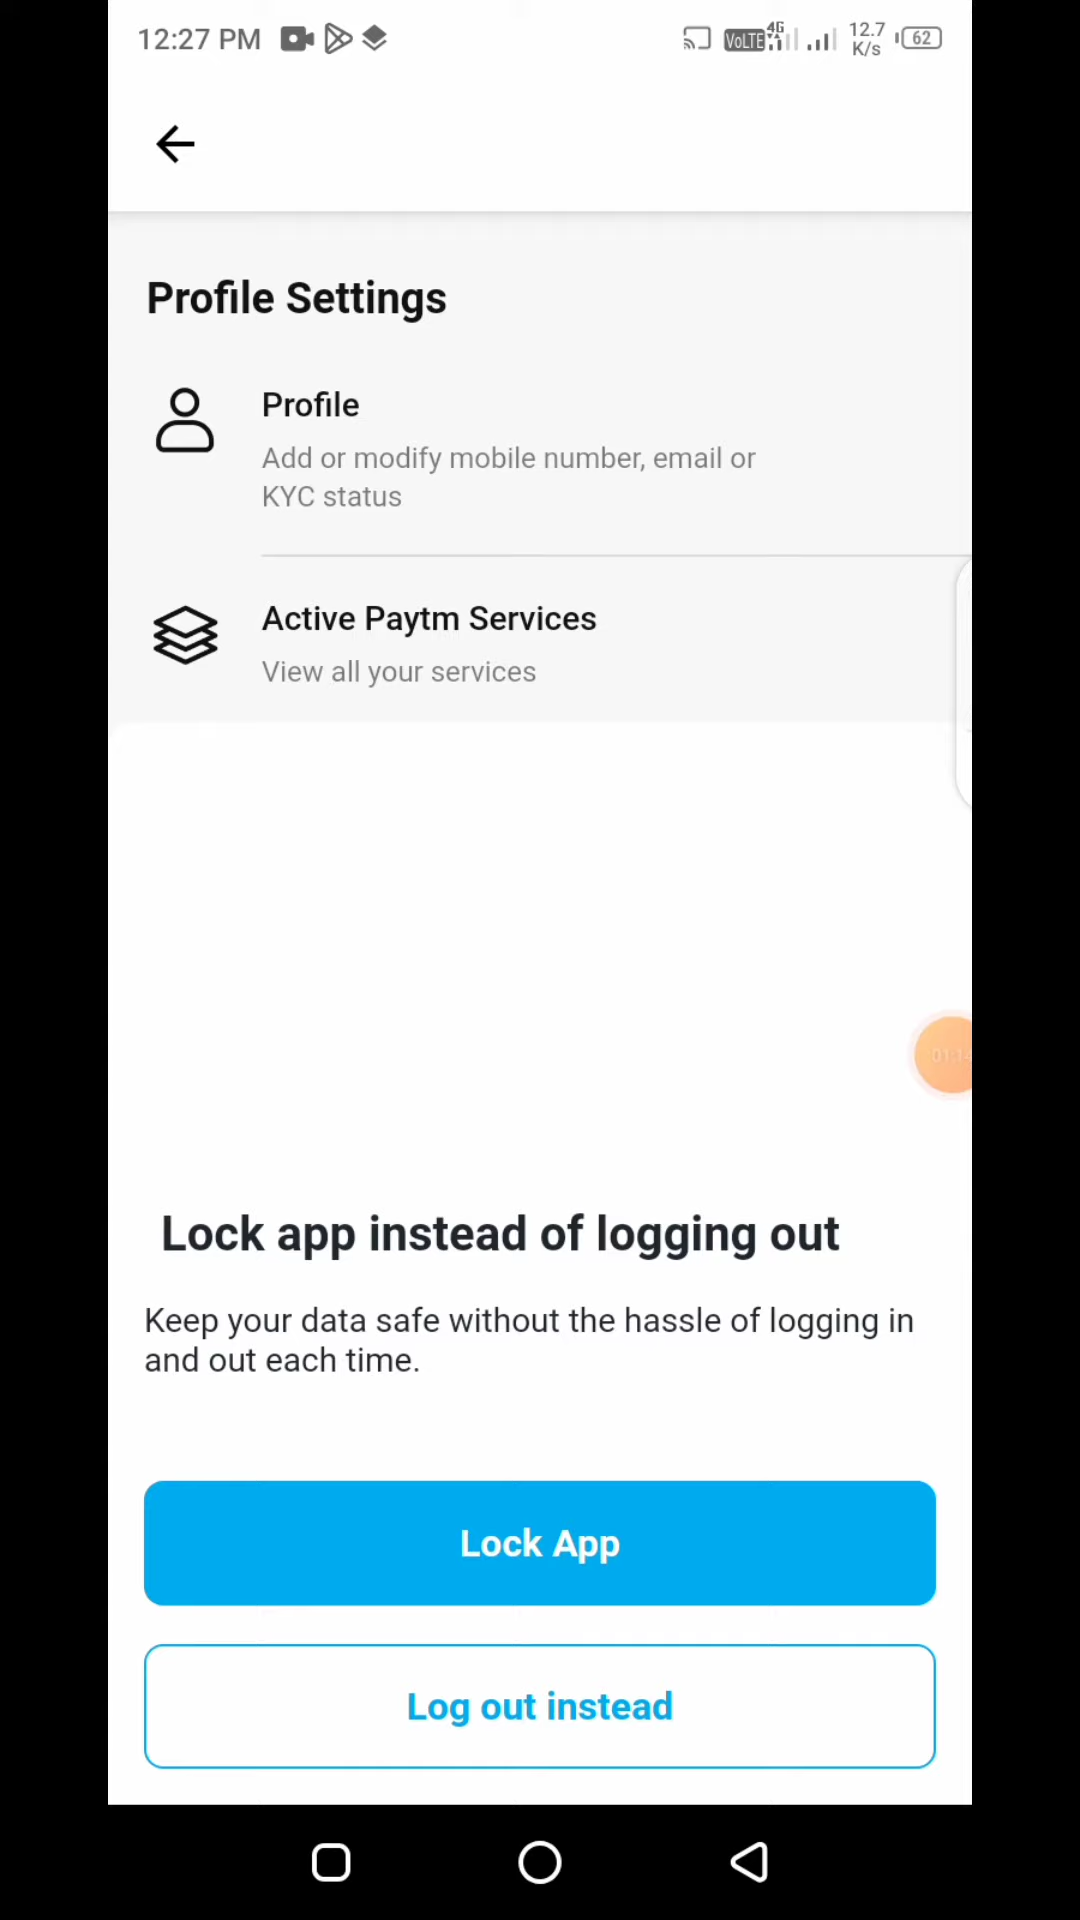 12:27 PM
VoLTE 4G 12.7 K/s 62
Profile Settings
Profile
Add or modify mobile number, email or
KYC status
Active Paytm Services
View all your services
Lock app instead of logging out
Keep your data safe without the hassle of logging in
and out each time.
Lock App
Log out instead